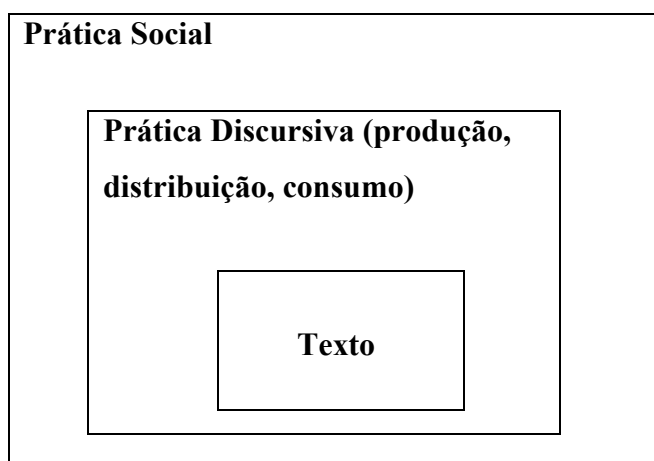 Prática Social
Prática Discursiva (produção,
distribuição, consumo)
Texto